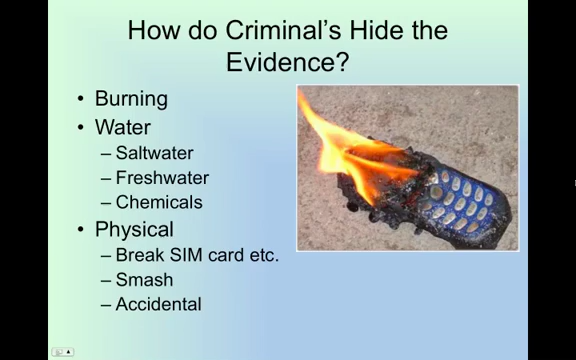 How do Criminal's Hide the
Evidence?
• Burning
• Water
– Saltwater
– Freshwater
– Chemicals
• Physical
– Break SIM card etc.
– Smash
– Accidental